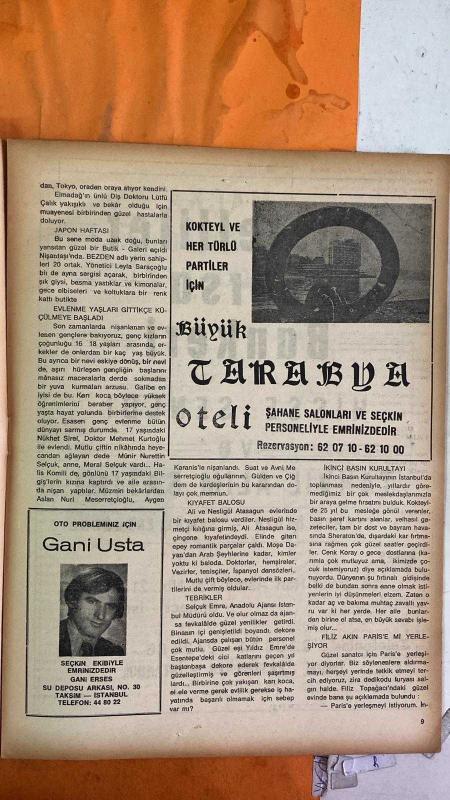 dan, Tokyo, oradan oraya atıyor kendini.
Elmadağ'ın ünlü Diş Doktoru Lütfü
Çalık yakışıklı ve bekâr olduğu için
muayenesi birbirinden güzel hastalarla
doluyor.
JAPON HAFTASI
Bu sene moda uzak doğu, bunları
yansıtan güzel bir Butik - Galeri açıldı
Nişantaşı'nda. BEZDEN adlı yerin sahip-
leri 20 ortak. Yönetici Leyla Saraçoğlu
bli de ayna sergisi açarak, birbirinden
şık giysi, basma yastıklar ve kimonalar,
gece elbiseleri ve koltuklara bir renk
kattı butikte
EVLENME YAŞLARI GİTTİKÇE KÜ-
ÇÜLMEYE BAŞLADI
Son zamanlarda nişanlanan ve ev-
lesen gençlere bakıyoruz, genç kızların
çoğunluğu 16 18 yaşları arasında, er-
kekler de onlardan bir kaç yaş büyük.
Bu ayrıca bir nevi eskiye dönüş, bir nevi
de, aşırı hürleşen gençliğin başlarını
mânasız maceralarla derde sokmadan
bir yuva kurmaları arzusu. Galiba en
iyisi de bu. Karı koca böylece yüksek
öğrenimlerini beraber yapıyor, genç
yaşta hayat yolunda birbirlerine destek
oluyor. Esasen genç evlenme bütün
dünyayı sarmış durumda. 17 yaşındaki
Nükhet Sirel, Doktor Mehmet Kurtoğlu
ile evlendi. Mutlu çiftin nikâhında heye-
candan ağlayan dede Münir Nurettin
Selçuk, anne, Meral Selçuk vardı... Ha-
lis Komili de, gönlünü 17 yaşındaki Bil-
giş'lerin kızına kaptırdı ve aile arasın-
da nişan yaptılar. Müzmin bekârlardan
Aslan Nuri Meserretçioğlu, Aygen
OTO PROBLEMİNİZ İÇİN
Gani Usta
SEÇKİN EKİBİYLE
EMRİNİZDEDİR
GANİ ERSES
SU DEPOSU ARKASI, NO. 30
TAKSİM — İSTANBUL
TELEFON: 44 80 22
KOKTEYL VE
HER TÜRLÜ
PARTİLER
İÇİN
Büyük
TARABYA
oteli
ŞAHANE SALONLARI VE SEÇKİN
PERSONELİYLE EMRİNİZDEDİR
Rezervasyon: 62 07 10 - 62 10 00
Karanis'le nişanlandı. Suat ve Avni Me
serretçioğlu oğullarının, Gülden ve Çiğ
dem de kardeşlerinin bu kararından do-
layı çok memnun.
KIYAFET BALOSU
Ali ve Nesligül Atasagun evlerinde
bir kıyafet balosu verdiler. Nesligül hiz-
metçi kılığına girmiş, Ali Atasagun ise,
çingene kıyafetindeydi. Elinde gitarı
epey romantik parçalar çaldı. Moşe Da-
yan'dan Arab Şeyhlerine kadar, kimler
yoktu ki baloda. Doktorlar, hemşireler,
Vezirler, tenisçiler, İspanyol densözleri,
Mutlu çift böylece, evlerinde ilk par-
tilerini de vermiş oldular.
TEBRİKLER
Selçuk Emre, Anadolu Ajansı İstan-
bul Müdürü oldu. Ve olur olmaz da ajan-
sa fevkalâde güzel yenilikler getirdi.
Binasın içi genişletildi boyandı, dekore
edildi, Ajanısta çalışan bütün personel
çok mutlu. Güzel eşi Yıldız Emre'de
Esentepe'deki cici katlarını geçen yıl
baştanbaşa dekore ederek fevkalâlde
güzelleştirmiş ve görenleri şaşırtmış
lardı... Birbirine çok yakışan karı koca,
el ele verme gerek evlilik gerekse iş ha-
yatında başarılı olmamak için sebep
var mı?
İKİNCİ BASIN KURULTAYI
İkinci Basın Kurultayının İstanbul'da
toplanması nedeniyle, yıllardır göre-
mediğimiz bir çok meslekdaşlarımızla
bir araya gelme fırsatını bulduk. Kokteyl-
de 25 yıl bu mesleğe gönül verenler,
basın şeref kartını alanlar, velhasıl ga-
zeteciler, tam bir dost ve bayram hava-
sında Sheraton'da, dışardaki kar fırtına-
sına rağmen çok güzel saatler geçirdi-
ler. Cenk Koray o gece dostlarına (ka-
rımla çok mutluyuz ama, ikimizde ço-
cuk istemiyoruz) diye açıklamada bulu-
nuyordu. Dünyanın şu fırtınalı gidişinde
belki de bundan sonra anne olmak isti-
yenlerin iyi düşünmeleri elzem. Zaten o
kadar aç ve bakıma muhtaç zavallı yav-
ru var ki her yerde. Her aile bunlar-
dan birine el atsa, en büyük sevabı işle-
miş olur...
FİLİZ AKIN PARİS'E Mİ YERLE-
ŞİYOR
Güzel sanatçı için Paris'e yerleşi-
yor diyorlar. Biz söylenenlere aldırma-
mayı, herşeyi yerinde tetkik etmeyi ter-
cih ediyoruz, zira dedikodu furyası sal-
gın halde. Filiz Topağacı'ndaki güzel
evinde bana şu açıklamada bulundu :
— Paris'e yerleşmeyi istiyorum. İn-
9